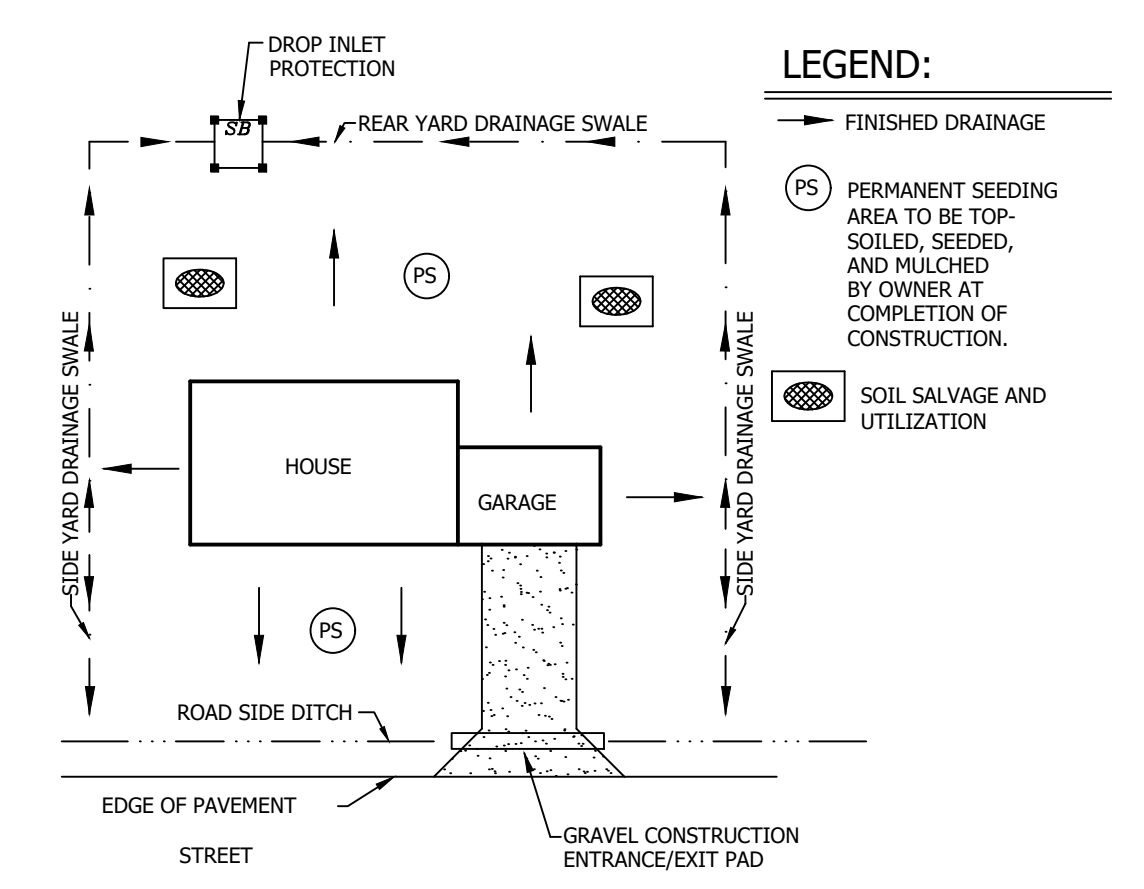 DROP INLET
PROTECTION
SB
REAR YARD DRAINAGE SWALE
PS
SIDE YARD DRAINAGE SWALE
SIDE YARD DRAINAGE SWALE
HOUSE
GARAGE
PS
ROAD SIDE DITCH
EDGE OF PAVEMENT
STREET
GRAVEL CONSTRUCTION
ENTRANCE/EXIT PAD
LEGEND:
FINISHED DRAINAGE
PS
PERMANENT SEEDING
AREA TO BE TOP-
SOILED, SEEDED,
AND MULCHED
BY OWNER AT
COMPLETION OF
CONSTRUCTION.
SOIL SALVAGE AND
UTILIZATION